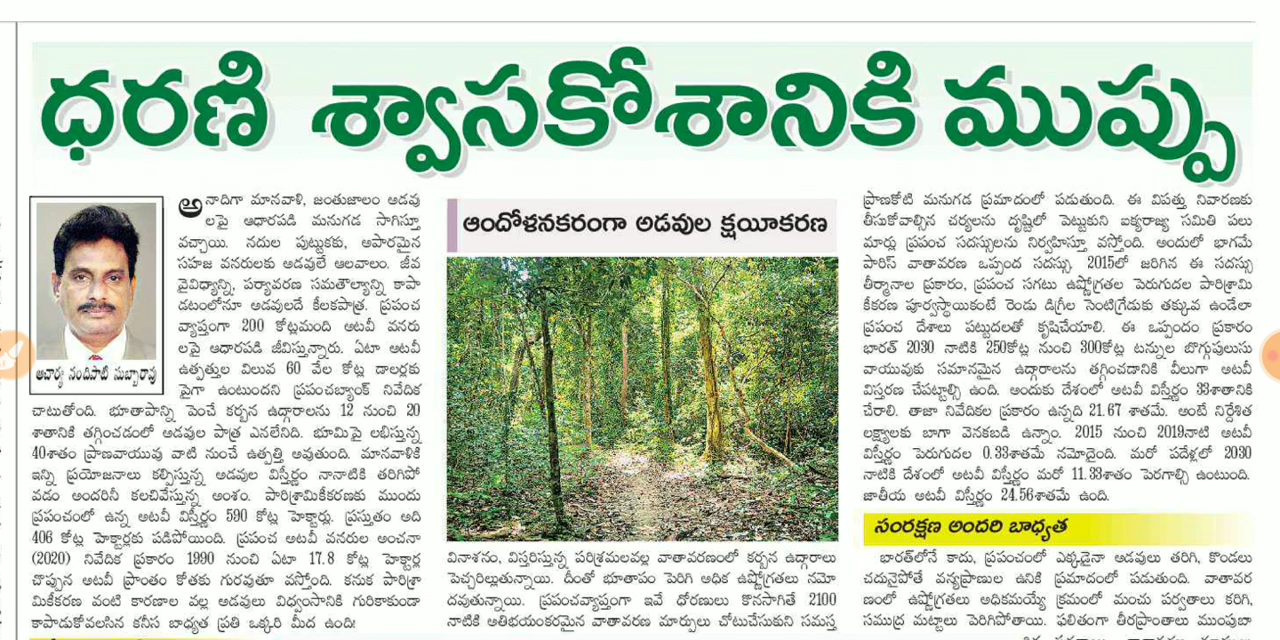 ధరణి శ్వాసకోశానికి ముప్పు
ఆచార్య నందిపాటి సుబ్బారావు
అనాదిగా మానవాళి, జంతుజాలం అడవు
లపై ఆధారపడి మనుగడ సాగిస్తూ
వచ్చాయి. నదుల పుట్టుకకు, అపారమైన
సహజ వనరులకు అడవులే ఆలవాలం. జీవ
వైవిధ్యాన్ని, పర్యావరణ సమతౌల్యాన్ని కాపా
డటంలోనూ అడవులదే కీలకపాత్ర. ప్రపంచ
వ్యాప్తంగా 200 కోట్లమంది అటవీ వనరు
లపై ఆధారపడి జీవిస్తున్నారు. ఏటా అటవీ
ఉత్పత్తుల విలువ 60 వేల కోట్ల డాలర్లకు
పైగా ఉంటుందని ప్రపంచబ్యాంక్ నివేదిక
చాటుతోంది. భూతాపాన్ని పెంచే కర్బన ఉద్గారాలను 12 నుంచి 20
శాతానికి తగ్గించడంలో అడవుల పాత్ర ఎనలేనిది. భూమిపై లభిస్తున్న
40శాతం ప్రాణవాయువు వాటి నుంచే ఉత్పత్తి అవుతుంది. మానవాళికి
ఇన్ని ప్రయోజనాలు కల్పిస్తున్న అడవుల విస్తీర్ణం నానాటికి తరిగిపో
వడం అందరినీ కలచివేస్తున్న అంశం. పారిశ్రామికీకరణకు ముందు
ప్రపంచంలో ఉన్న అటవీ విస్తీర్ణం 590 కోట్ల హెక్టార్లు. ప్రస్తుతం అది
406 కోట్ల హెక్టార్లకు పడిపోయింది. ప్రపంచ అటవీ వనరుల అంచనా
(2020) నివేదిక ప్రకారం 1990 నుంచి ఏటా 17.8 కోట్ల హెక్టార్ల
చొప్పున అటవీ ప్రాంతం కోతకు గురవుతూ వస్తోంది. కనుక పారిశ్రా
మికీకరణ వంటి కారణాల వల్ల అడవులు విధ్వంసానికి గురికాకుండా
కాపాడుకోవలసిన కనీస బాధ్యత ప్రతి ఒక్కరి మీద ఉంది!
ఆందోళనకరంగా అడవుల క్షయీకరణ
వినాశనం, విస్తరిస్తున్న పరిశ్రమలవల్ల వాతావరణంలో కర్బన ఉద్గారాలు
పెచ్చరిల్లుతున్నాయి. దీంతో భూతాపం పెరిగి అధిక ఉష్ణోగ్రతలు నమో
దవుతున్నాయి. ప్రపంచవ్యాప్తంగా ఇవే ధోరణులు కొనసాగితే 2100
నాటికి అతిభయంకరమైన వాతావరణ మార్పులు చోటుచేసుకుని సమస్త
ప్రాణకోటి మనుగడ ప్రమాదంలో పడుతుంది. ఈ విపత్తు నివారణకు
తీసుకోవాల్సిన చర్యలను దృష్టిలో పెట్టుకుని ఐక్యరాజ్య సమితి పలు
మార్లు ప్రపంచ సదస్సులను నిర్వహిస్తూ వస్తోంది. అందులో భాగమే
పారిస్ వాతావరణ ఒప్పంద సదస్సు. 2015లో జరిగిన ఈ సదస్సు
తీర్మానాల ప్రకారం, ప్రపంచ సగటు ఉష్ణోగ్రతల పెరుగుదల పారిశ్రామి
కీకరణ పూర్వస్థాయికంటే రెండు డిగ్రీల సెంటిగ్రేడుకు తక్కువ ఉండేలా
ప్రపంచ దేశాలు పట్టుదలతో కృషిచేయాలి. ఈ ఒప్పందం ప్రకారం
భారత్ 2030 నాటికి 250కోట్ల నుంచి 300కోట్ల టన్నుల బొగ్గుపులుసు
వాయువుకు సమానమైన ఉద్గారాలను తగ్గించడానికి వీలుగా అటవీ
విస్తరణ చేపట్టాల్సి ఉంది. అందుకు దేశంలో అటవీ విస్తీర్ణం 33శాతానికి
చేరాలి. తాజా నివేదికల ప్రకారం ఉన్నది 21.67 శాతమే. అంటే నిర్దేశిత
లక్ష్యాలకు బాగా వెనకబడి ఉన్నాం. 2015 నుంచి 2019నాటి అటవీ
విస్తీర్ణం పెరుగుదల 0.33శాతమే నమోదైంది. మరో పదేళ్లలో 2030
నాటికి దేశంలో అటవీ విస్తీర్ణం మరో 11.33శాతం పెరగాల్సి ఉంటుంది.
జాతీయ అటవీ విస్తీర్ణం 24.56శాతమే ఉంది.
సంరక్షణ అందరి బాధ్యత
భారత్‌లోనే కాదు, ప్రపంచంలో ఎక్కడైనా అడవులు తరిగి, కొండలు
చదునైపోతే వన్యప్రాణుల ఉనికి ప్రమాదంలో పడుతుంది. వాతావర
ణంలో ఉష్ణోగ్రతలు అధికమయ్యే క్రమంలో మంచు పర్వతాలు కరిగి,
సముద్ర మట్టాలు పెరిగిపోతాయి. ఫలితంగా తీరప్రాంతాలు ముంపుబా